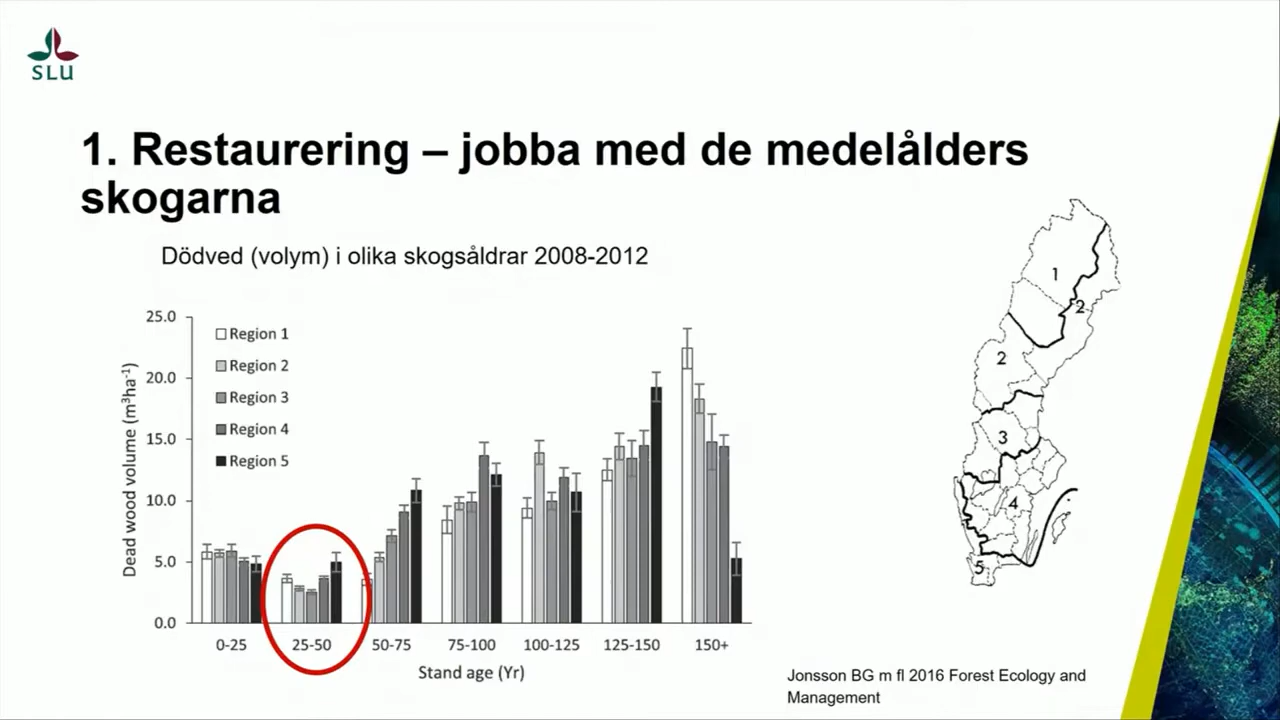 SLU
1. Restaurering – jobba med de medelålders
skogarna
Dödved (volym) i olika skogsåldrar 2008-2012
25.0
20.0
15.0
10.0
5.0
0.0
Dead wood volume (m³ha⁻¹)
Region 1
Region 2
Region 3
Region 4
Region 5
0-25 25-50 50-75 75-100 100-125 125-150 150+
Stand age (Yr)
1
2
2
3
4
5
Jonsson BG m fl 2016 Forest Ecology and
Management